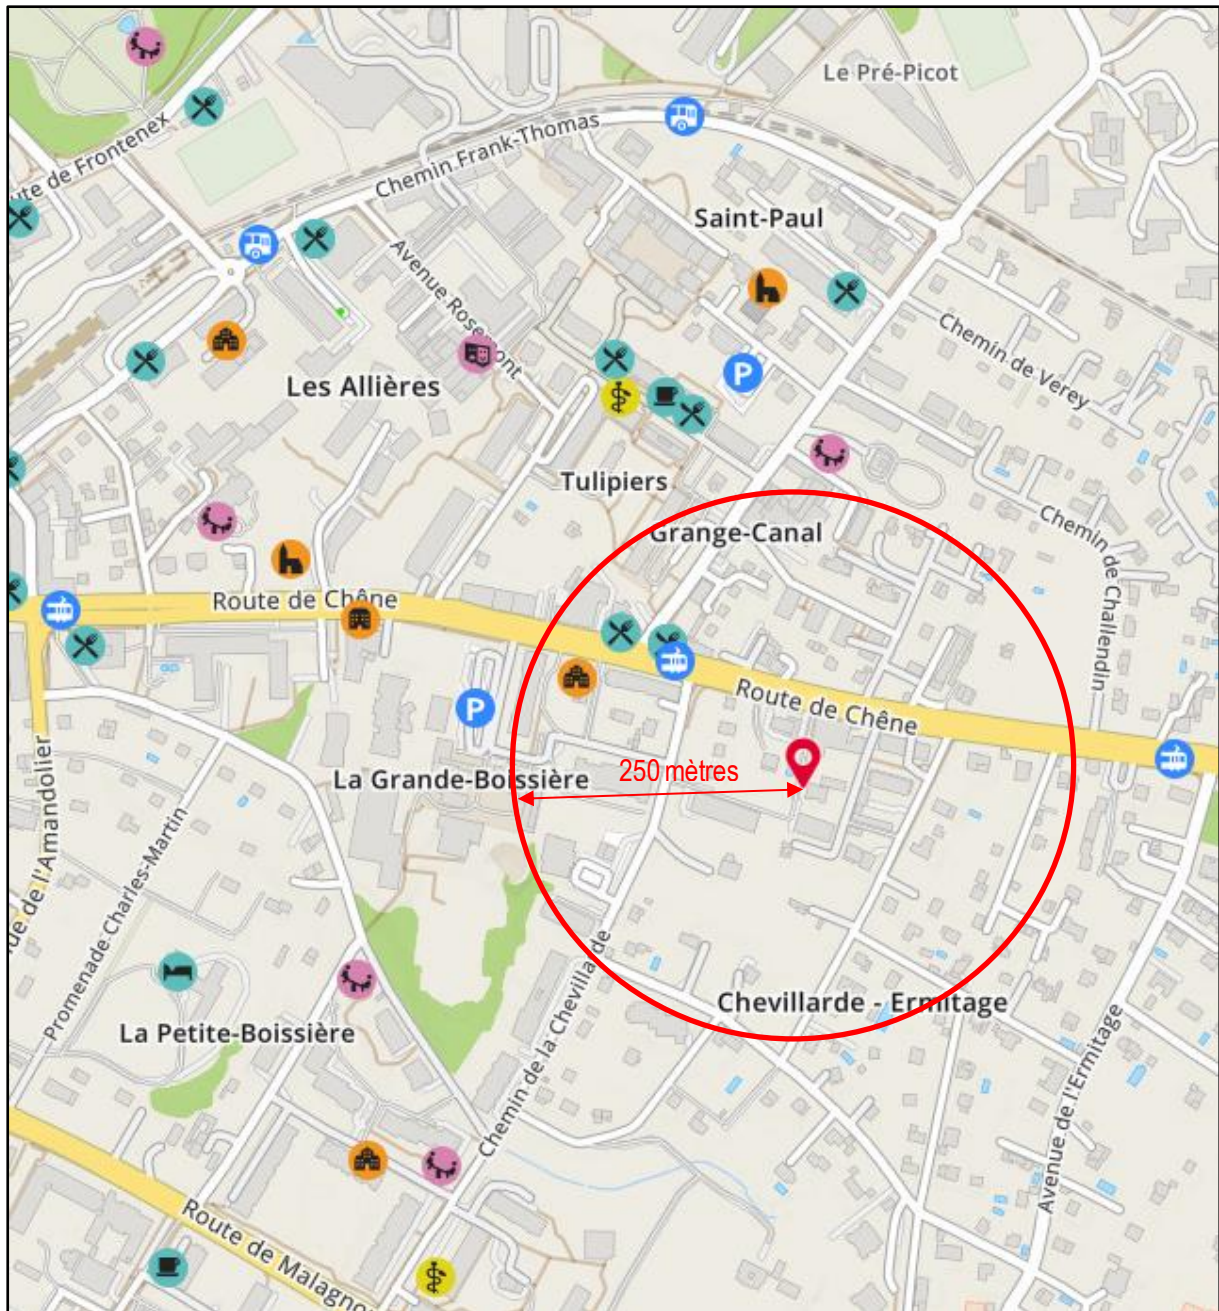 Le Pré-Picot
ute de Frontenex
Chemin Frank-Thomas
Saint-Paul
Avenue Rosemont
Chemin de Verey
Les Allières
P
Tulipiers
Grange-Canal
Chemin de Challendin
Route de Chêne
Route de Chêne
P
250 mètres
La Grande-Boissière
ue de l'Amandolier
Promenade Charles-Martin
Chevillarde - Ermitage
La Petite-Boissière
Chemin de la Chevillarde
Avenue de l'Ermitage
Route de Malagnou